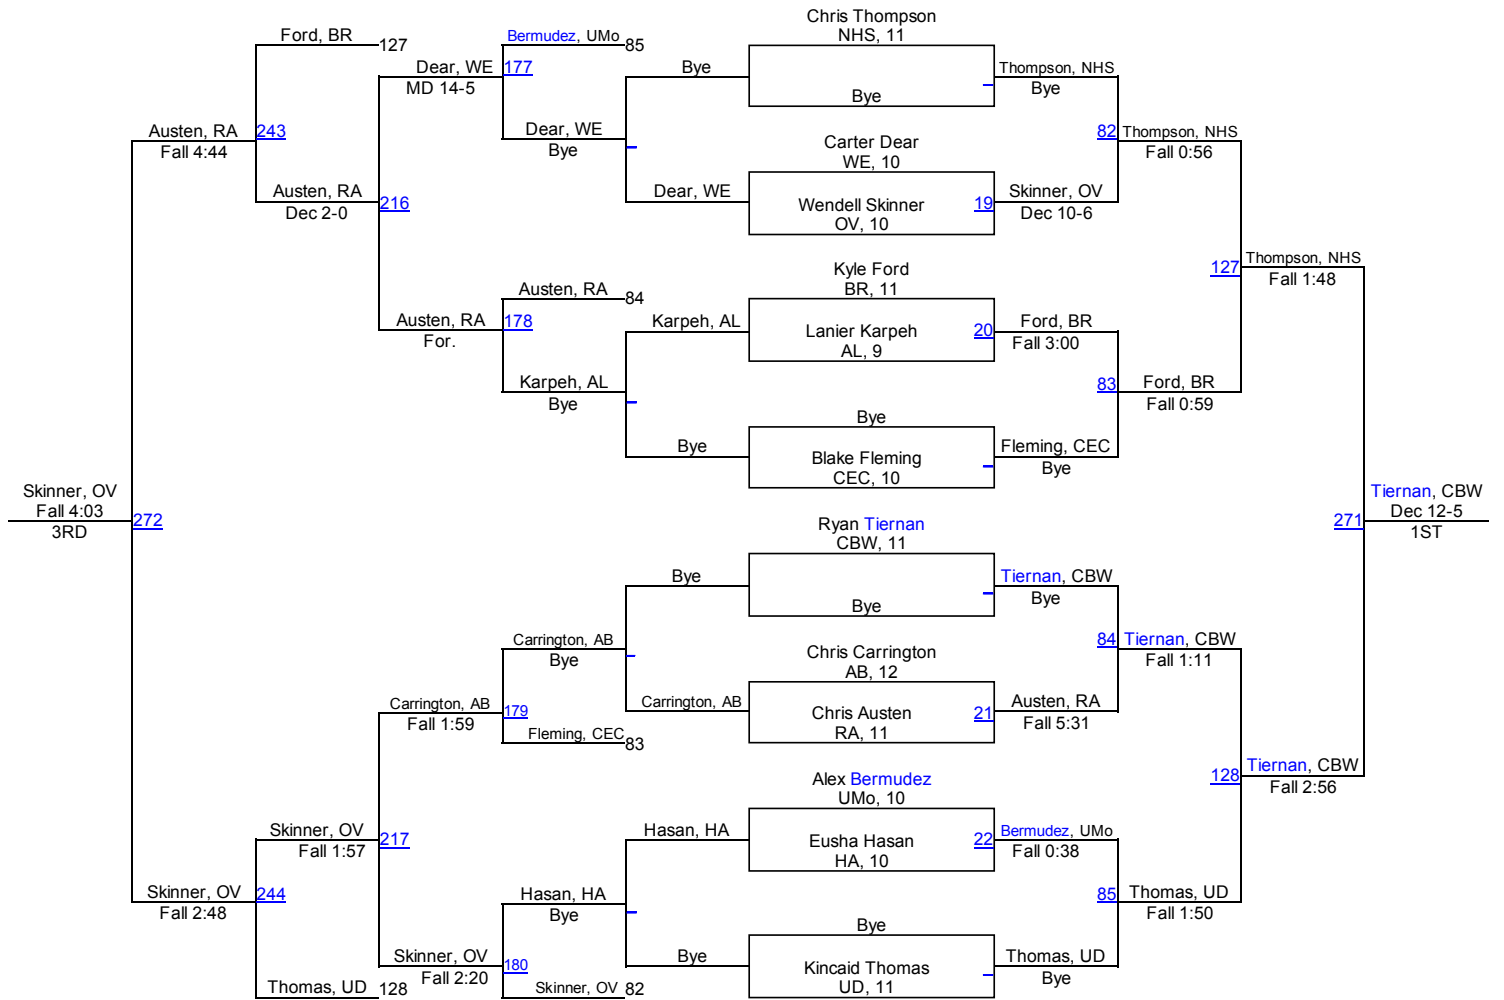 Chris Thompson
NHS, 11
Ford, BR
127
Bermudez, UMo
85
Dear, WE
177
MD 14-5
Bye
Bye
Thompson, NHS
Bye
Austen, RA
243
Fall 4:44
Dear, WE
Bye
Carter Dear
WE, 10
82
Thompson, NHS
Fall 0:56
Austen, RA
216
Dec 2-0
Dear, WE
Wendell Skinner
OV, 10
19
Skinner, OV
Dec 10-6
Kyle Ford
BR, 11
127
Thompson, NHS
Fall 1:48
Austen, RA
84
Austen, RA
178
For.
Karpeh, AL
Lanier Karpeh
AL, 9
20
Ford, BR
Fall 3:00
Karpeh, AL
Bye
83
Ford, BR
Fall 0:59
Bye
Bye
Blake Fleming
CEC, 10
Fleming, CEC
Bye
Skinner, OV
Fall 4:03
272
3RD
271
Tiernan, CBW
Dec 12-5
1ST
Ryan Tiernan
CBW, 11
Bye
Bye
Tiernan, CBW
Bye
Carrington, AB
Bye
Chris Carrington
AB, 12
84
Tiernan, CBW
Fall 1:11
Carrington, AB
179
Fall 1:59
Carrington, AB
Chris Austen
RA, 11
21
Austen, RA
Fall 5:31
Fleming, CEC
83
Alex Bermudez
UMo, 10
128
Tiernan, CBW
Fall 2:56
Skinner, OV
217
Fall 1:57
Hasan, HA
Eusha Hasan
HA, 10
22
Bermudez, UMo
Fall 0:38
Skinner, OV
244
Fall 2:48
Hasan, HA
Bye
85
Thomas, UD
Fall 1:50
Bye
Skinner, OV
180
Fall 2:20
Bye
Kincaid Thomas
UD, 11
Thomas, UD
Bye
Thomas, UD
128
Skinner, OV
82